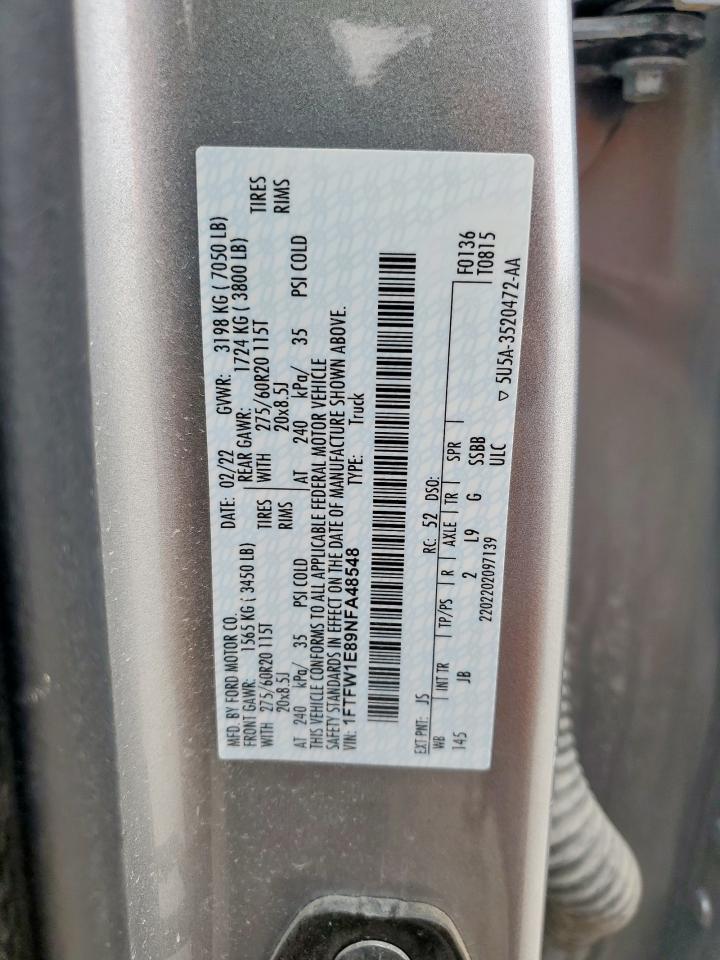 MFD. BY FORD MOTOR CO. DATE: 02/22 GVWR: 3198 KG ( 7050 LB)
FRONT GAWR: 1565 KG ( 3450 LB) REAR GAWR: 1724 KG ( 3800 LB)
WITH 275/60R20 115T TIRES WITH 275/60R20 115T TIRES
20x8.5J RIMS 20x8.5J RIMS
AT 240 kPa/ 35 PSI COLD AT 240 kPa/ 35 PSI COLD
THIS VEHICLE CONFORMS TO ALL APPLICABLE FEDERAL MOTOR VEHICLE
SAFETY STANDARDS IN EFFECT ON THE DATE OF MANUFACTURE SHOWN ABOVE.
VIN: 1FTFW1E89NFA48548 TYPE: Truck
EXT PNT: JS RC: 52 DSO: F0136
WB INT TR TP/PS R AXLE TR SPR T0815
145 JB 2 L9 G SSBB
2202202097139 ULC ▽ 5U5A-3520472-AA